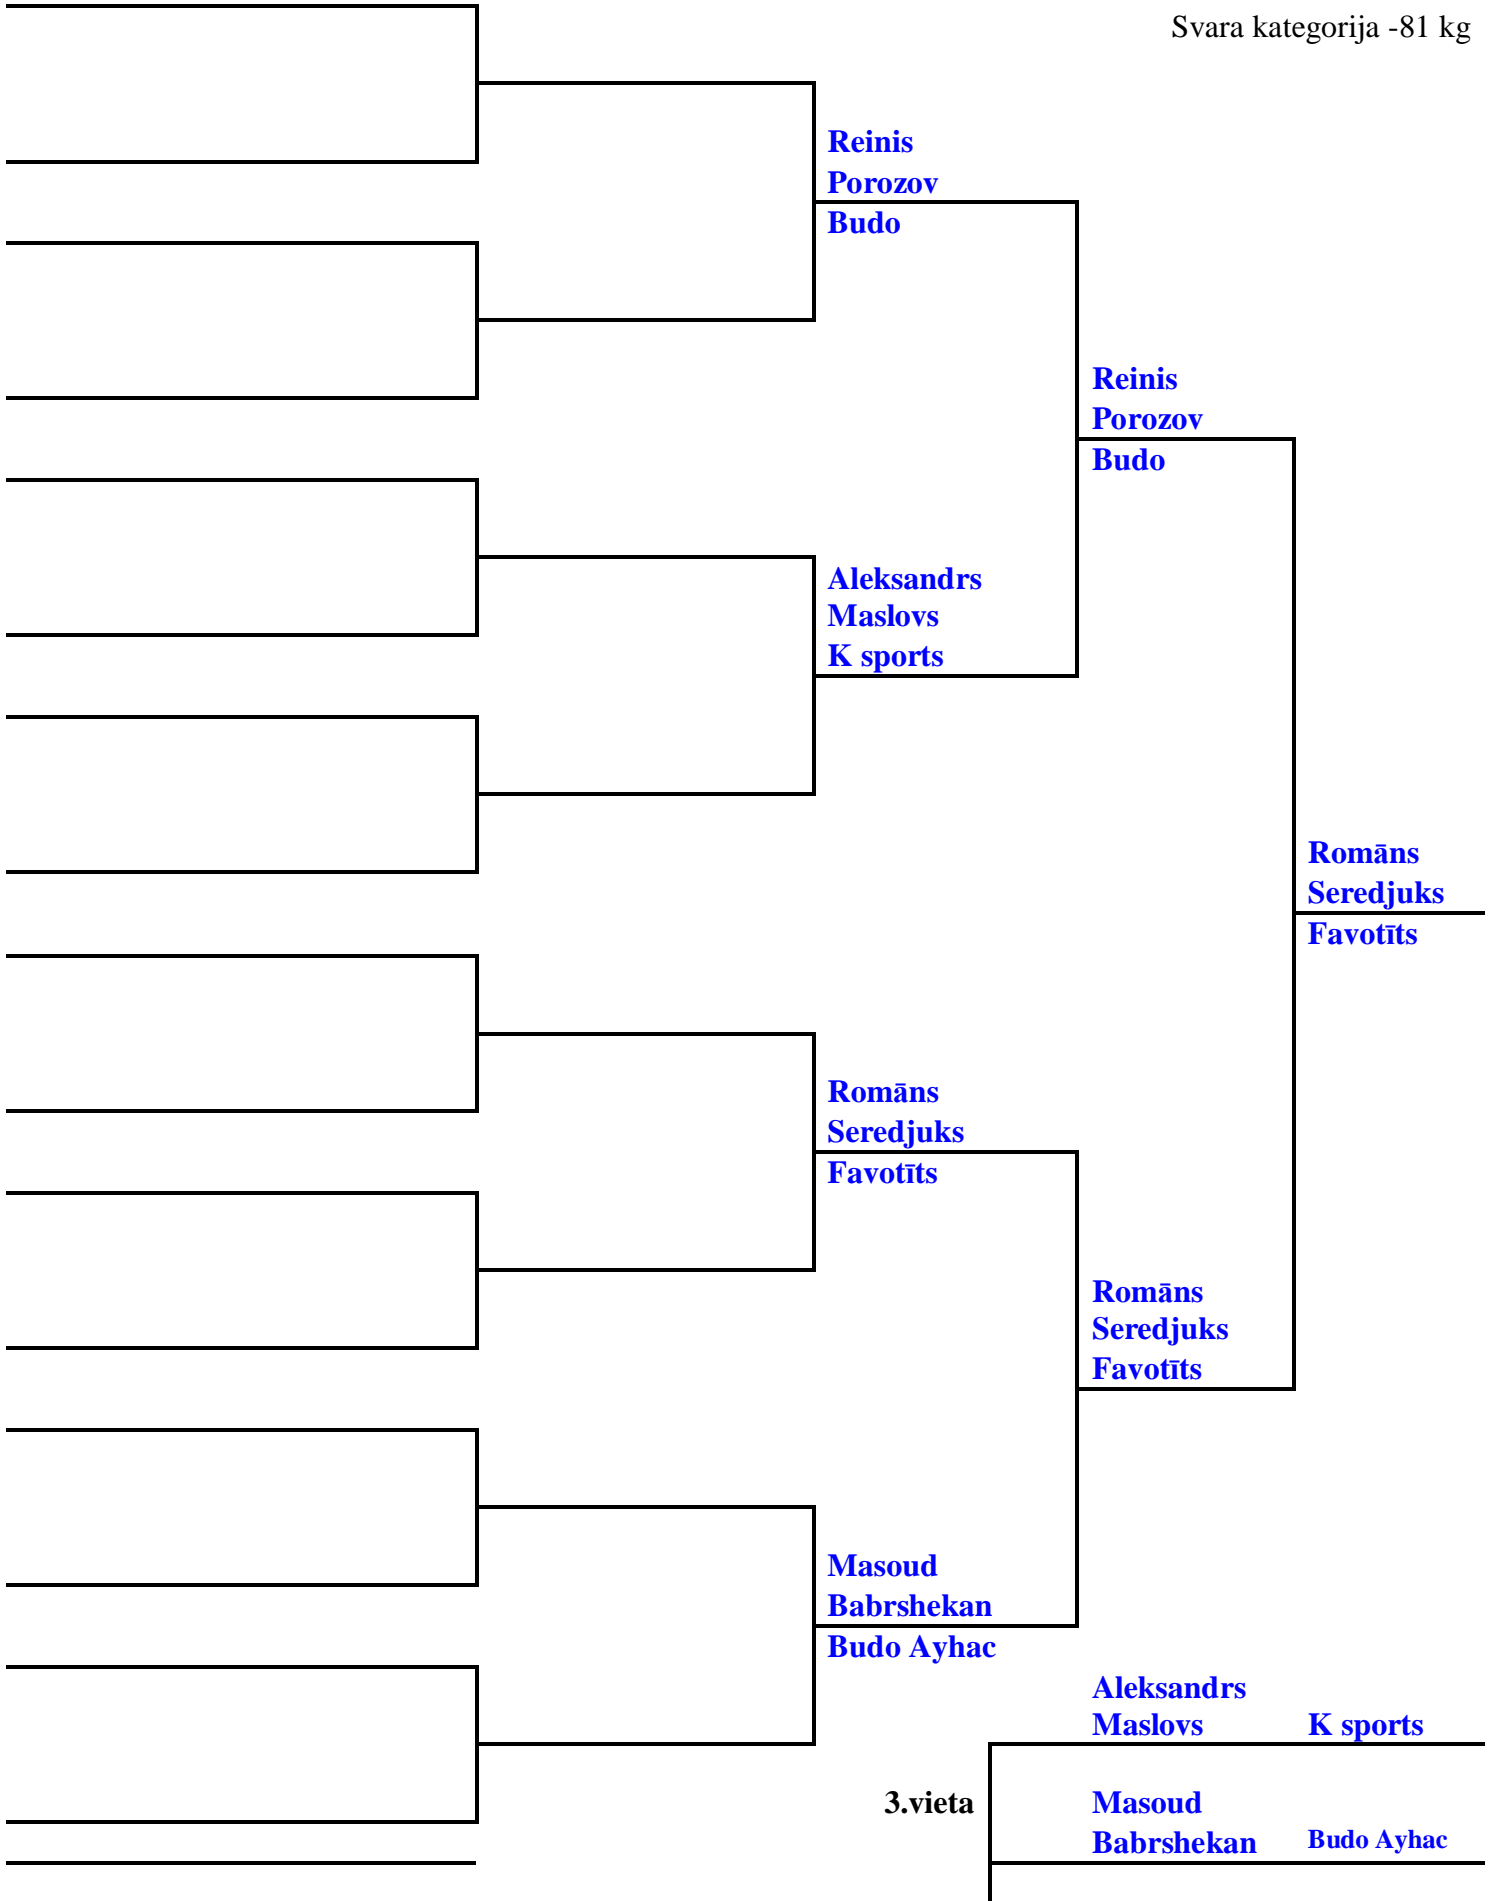 Svara kategorija -81 kg
Reinis
Porozov
Budo
Reinis
Porozov
Budo
Aleksandrs
Maslovs
K sports
Romāns
Seredjuks
Favotīts
Romāns
Seredjuks
Favotīts
Romāns
Seredjuks
Favotīts
Masoud
Babrshekan
Budo Ayhac
Aleksandrs
Maslovs K sports
3.vieta Masoud
Babrshekan Budo Ayhac